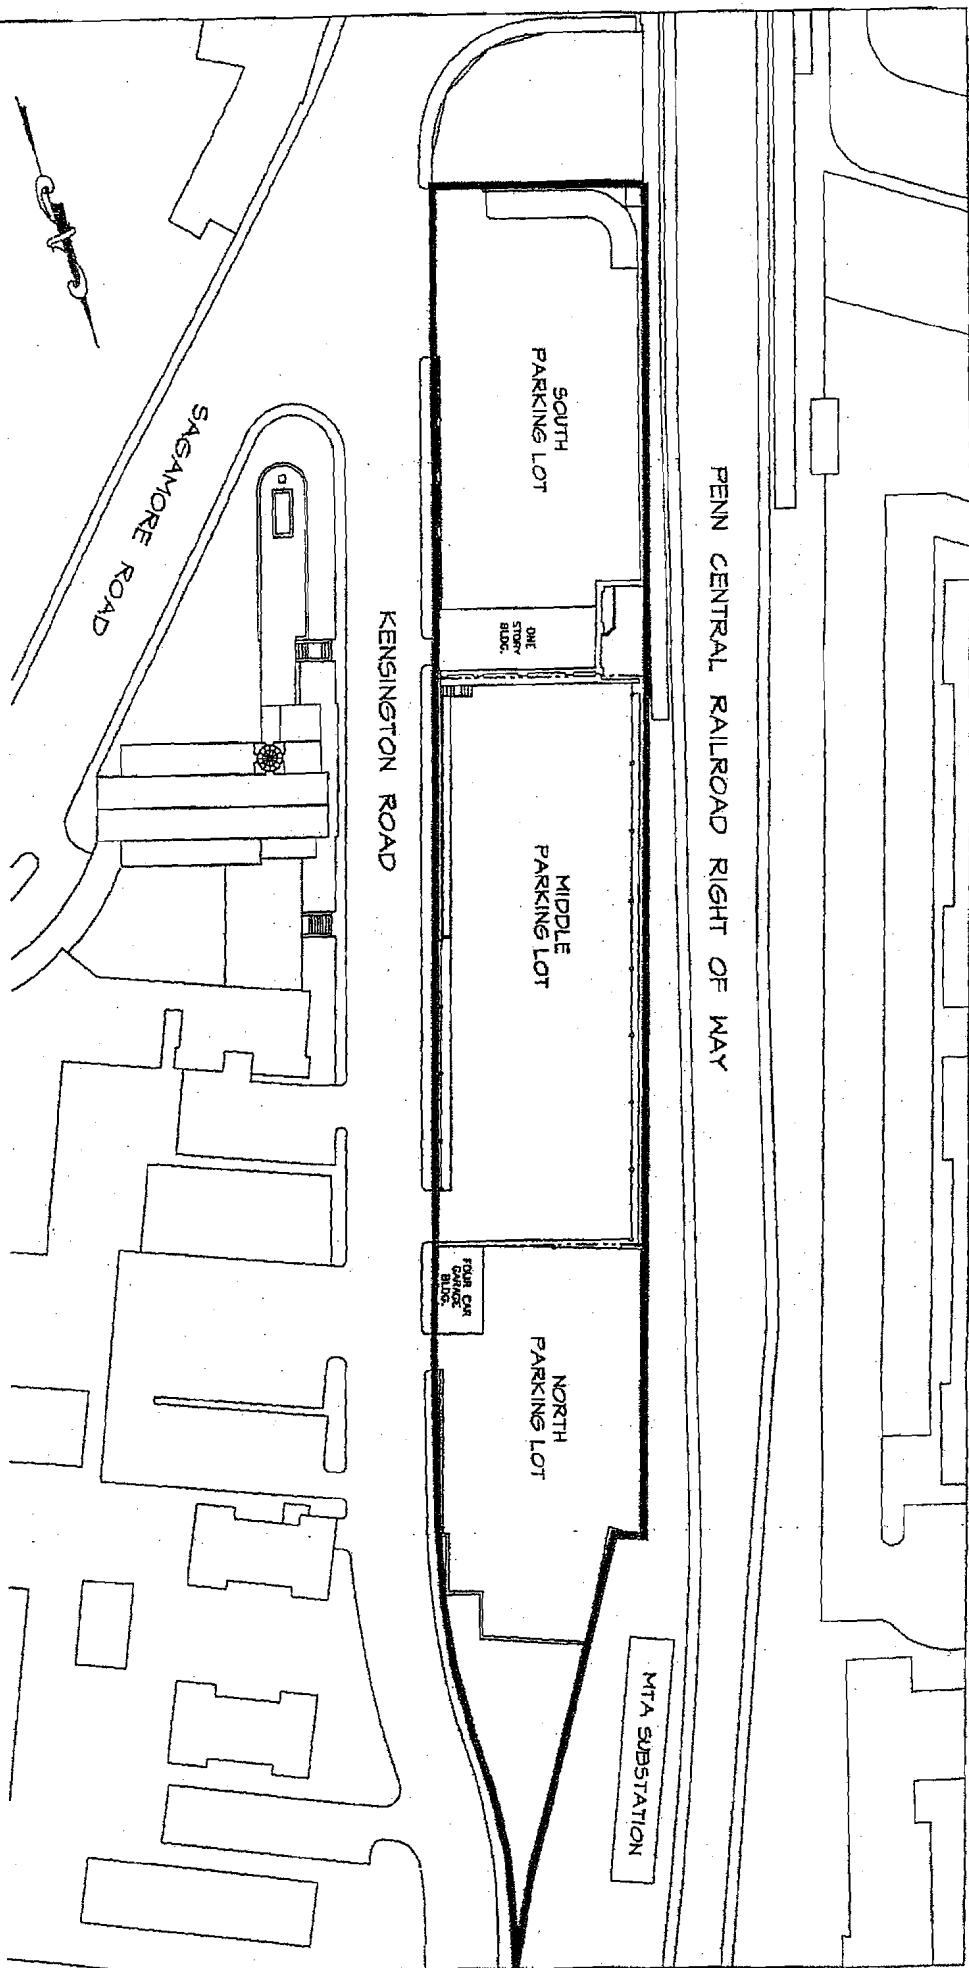 PENN CENTRAL RAILROAD RIGHT OF WAY
MTA SUBSTATION
SOUTH
PARKING LOT
ONE
STORY
BLDG.
MIDDLE
PARKING LOT
NORTH
PARKING LOT
FOUR CAR
GARAGE
BLDG.
KENSINGTON ROAD
SAGAMORE ROAD